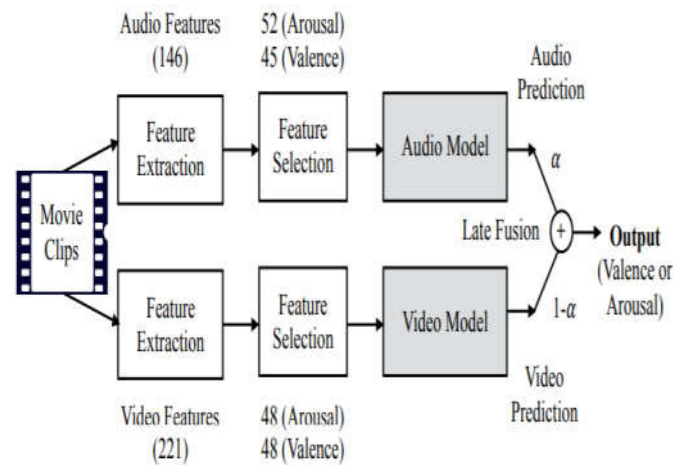 Audio Features
(146)
52 (Arousal)
45 (Valence)
Audio
Prediction
Feature
Extraction
Feature
Selection
Audio Model
α
Movie
Clips
Late Fusion
+
Output
(Valence or
Arousal)
Feature
Extraction
Feature
Selection
Video Model
1-α
Video Features
(221)
48 (Arousal)
48 (Valence)
Video
Prediction